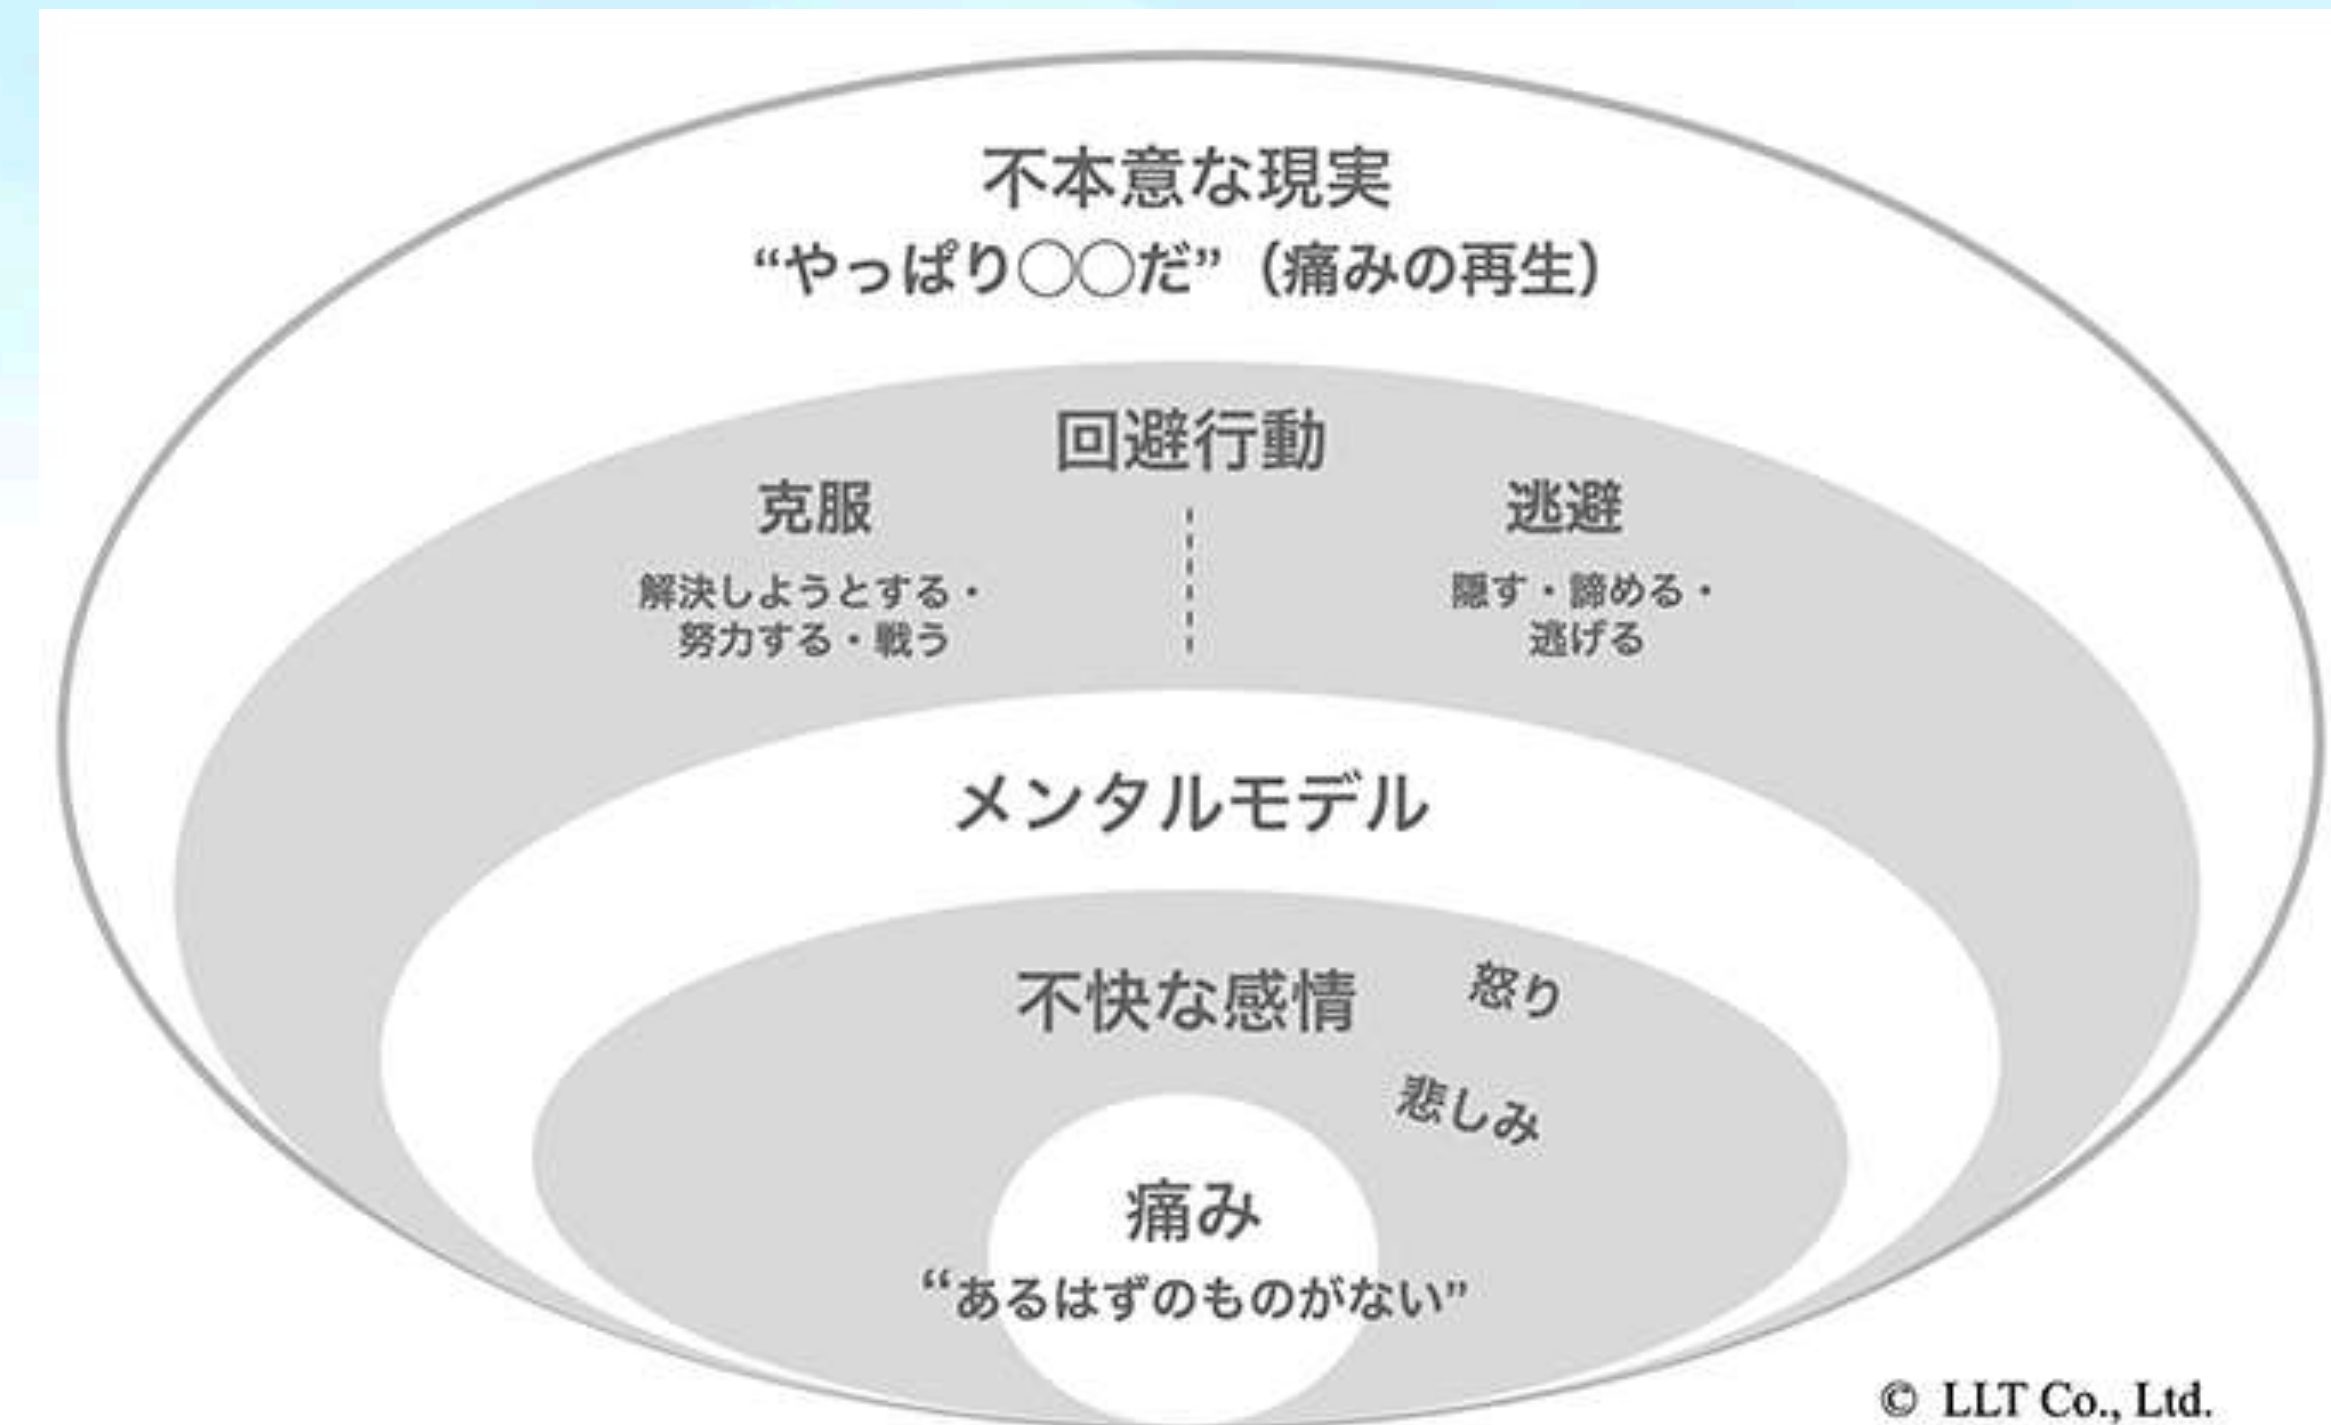 不本意な現実
“やっぱり◯◯だ”（痛みの再生）
回避行動
克服
解決しようとする・
努力する・戦う
逃避
隠す・諦める・
逃げる
メンタルモデル
不快な感情
怒り
悲しみ
痛み
“あるはずのものがない”
© LLT Co., Ltd.